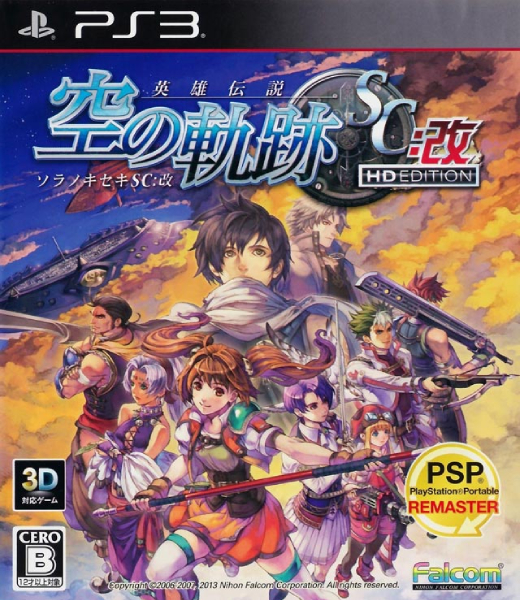 PS3
英雄伝説
空の軌跡
SC:改
HD EDITION
ソラノキセキSC:改
3D
対応ゲーム
PSP
PlayStation®Portable
REMASTER
CERO
B
12才以上対象
Falcom
NIHON FALCOM CORPORATION
Copyright ©2006-2007, 2013 Nihon Falcom Corporation. All rights reserved.